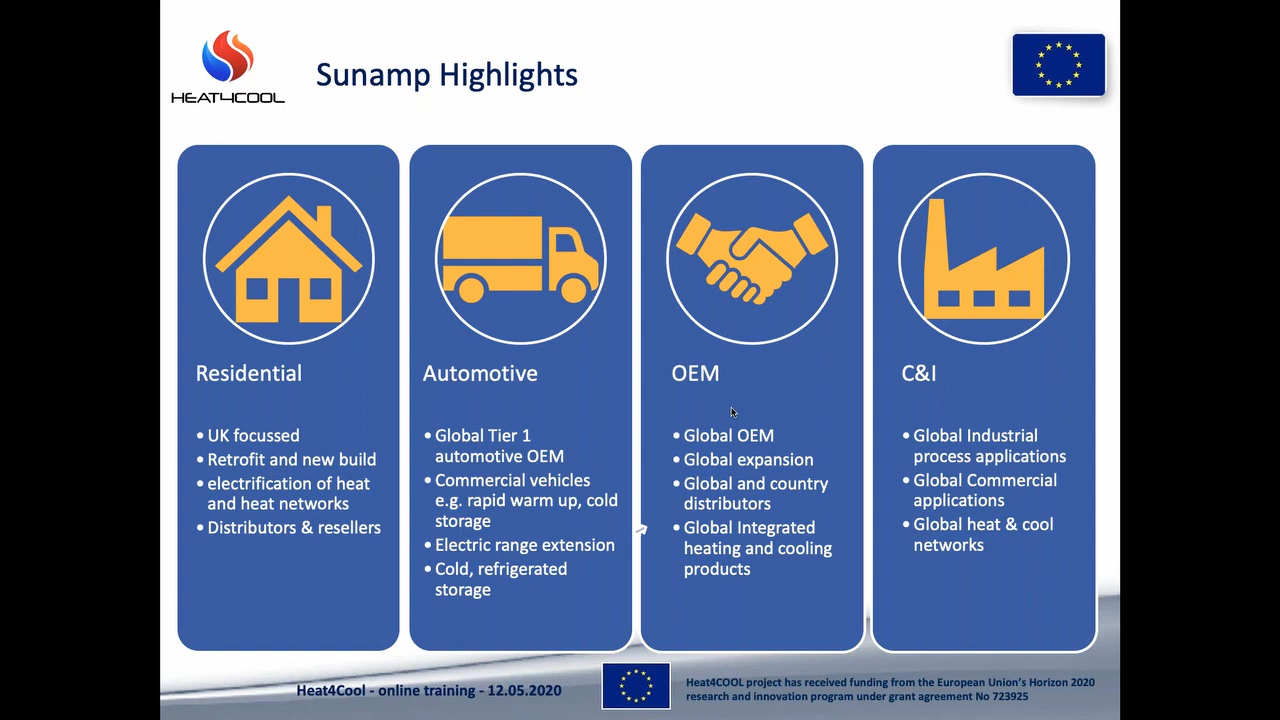 HEAT4COOL
Sunamp Highlights
Residential
• UK focussed
• Retrofit and new build
• electrification of heat
and heat networks
• Distributors & resellers
Automotive
• Global Tier 1
automotive OEM
• Commercial vehicles
e.g. rapid warm up, cold
storage
• Electric range extension
• Cold, refrigerated
storage
OEM
• Global OEM
• Global expansion
• Global and country
distributors
• Global Integrated
heating and cooling
products
C&I
• Global Industrial
process applications
• Global Commercial
applications
• Global heat & cool
networks
Heat4Cool - online training - 12.05.2020
Heat4COOL project has received funding from the European Union's Horizon 2020
research and innovation program under grant agreement No 723925